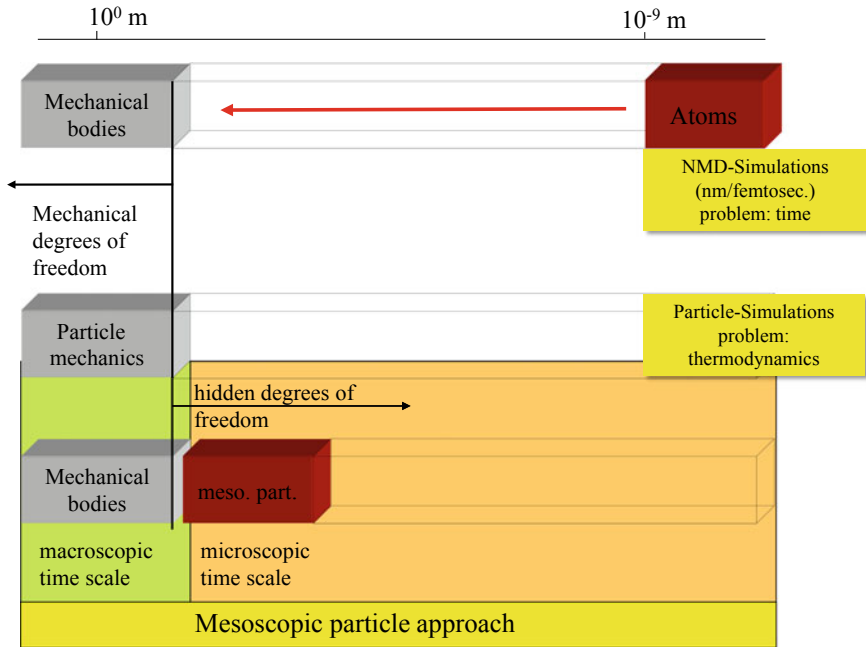 10⁰ m
10⁻⁹ m
Mechanical
bodies
Atoms
NMD-Simulations
(nm/femtosec.)
problem: time
Mechanical
degrees of
freedom
Particle
mechanics
Particle-Simulations
problem:
thermodynamics
hidden degrees of
freedom
Mechanical
bodies
meso. part.
macroscopic
time scale
microscopic
time scale
Mesoscopic particle approach